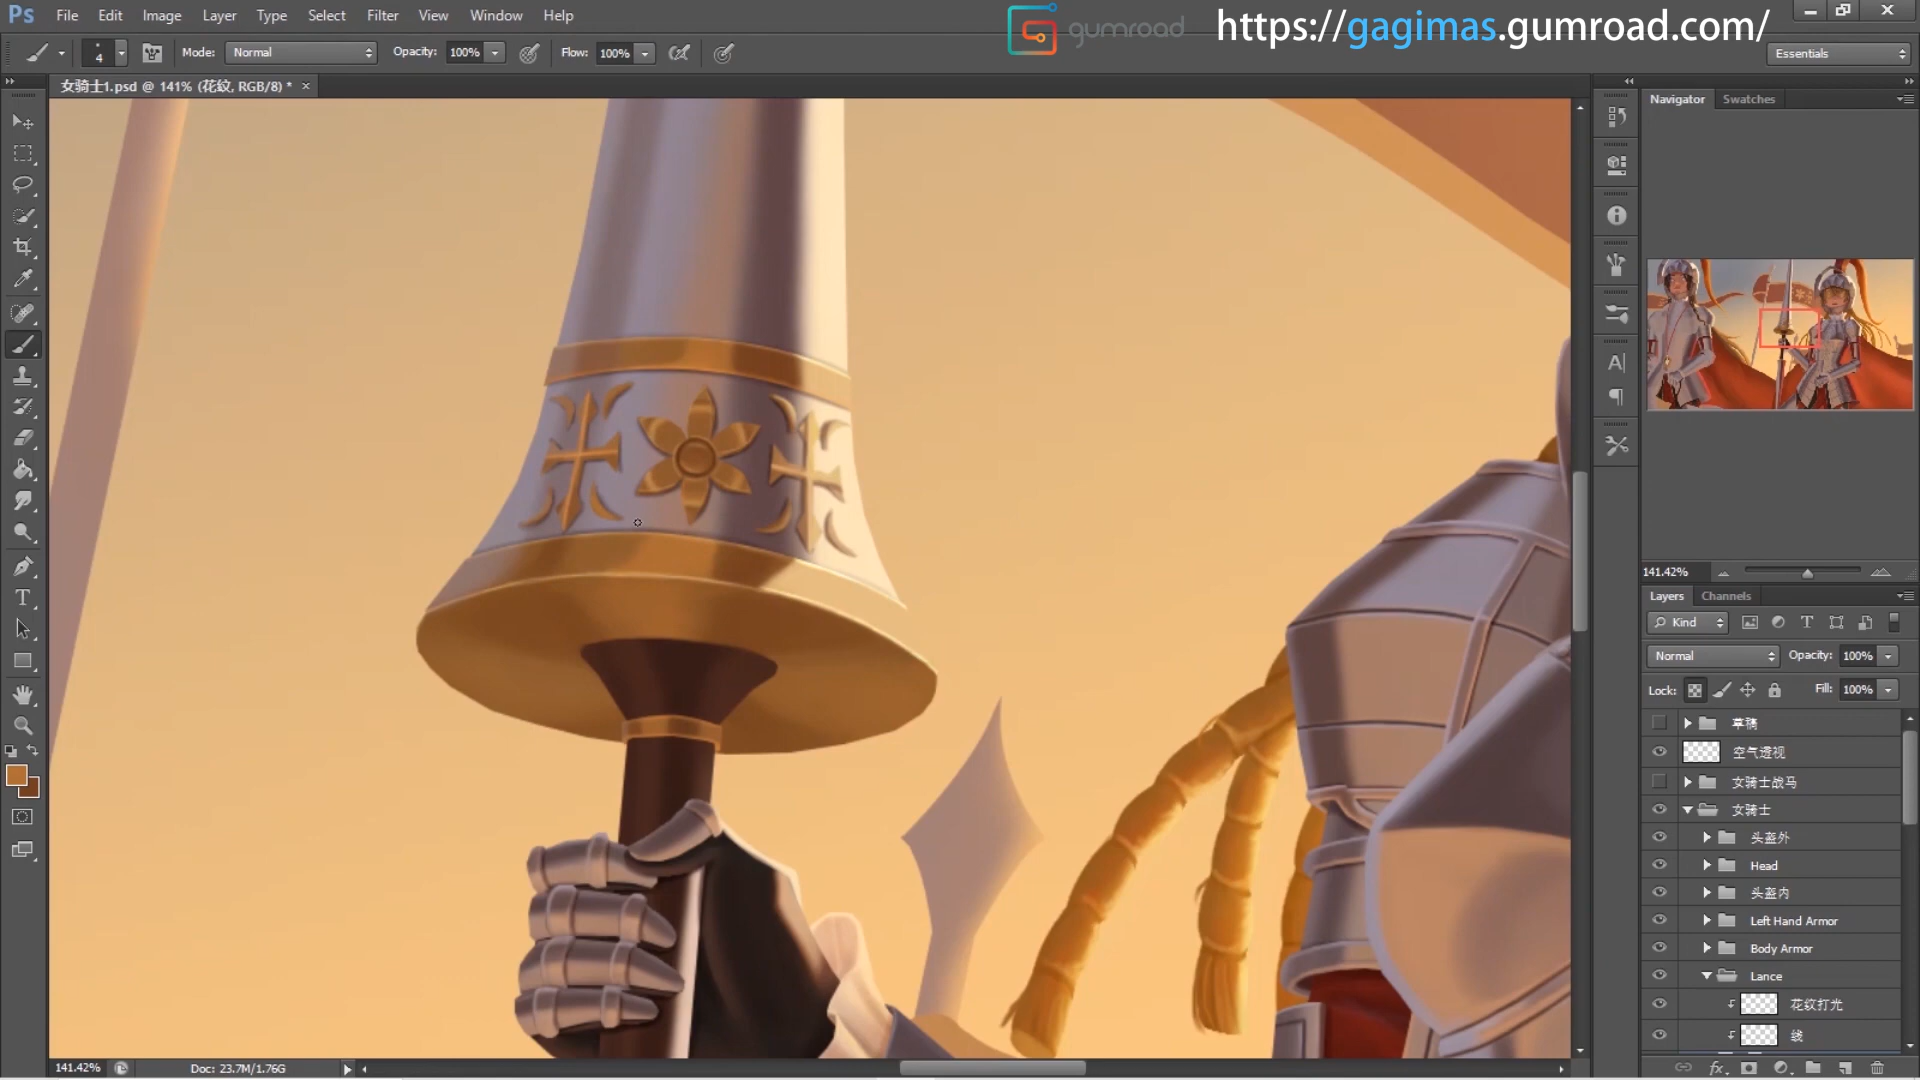 Ps File Edit Image Layer Type Select Filter View Window Help
gumroad https://gagimas.gumroad.com/
4 Mode: Normal Opacity: 100% Flow: 100% Essentials
女骑士1.psd @ 141% (花纹, RGB/8) * ×
Navigator Swatches
141.42%
Layers Channels
Kind
Normal Opacity: 100%
Lock: Fill: 100%
草稿
空气透视
女骑士战马
女骑士
头盔外
Head
头盔内
Left Hand Armor
Body Armor
Lance
花纹打光
线
141.42% Doc: 23.7M/1.76G